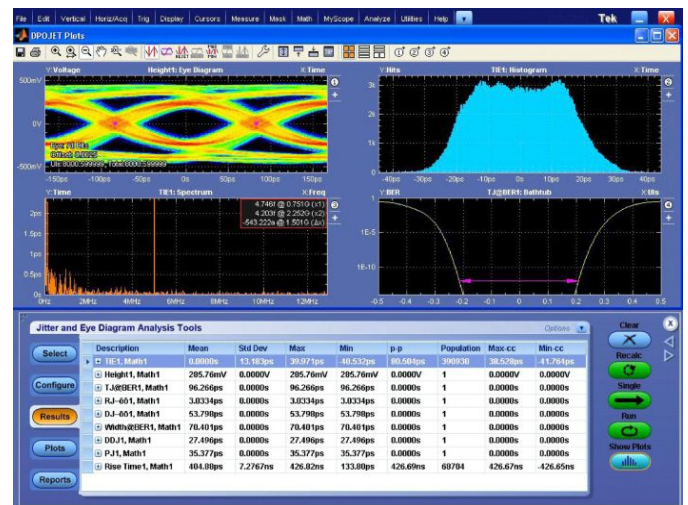 File Edit Vertical Horiz/Acq Trig Display Cursors Measure Mask Math MyScope Analyze Utilities Help Tek
DPOJET Plots
Y:Voltage Height1: Eye Diagram X:Time
500mV
0V
-500mV
-150ps -100ps -50ps 0s 50ps 100ps 150ps
Y:Hits TIE1: Histogram X:Time
3k
2k
1k
0
-40ps -30ps -20ps -10ps 0s 10ps 20ps 30ps 40ps
Y:Time TIE1: Spectrum X:Freq
4.746f @ 0.751G (x1)
4.203f @ 2.252G (x2)
-543.222a @ 1.501G (Δx)
2ps
1.5ps
1ps
0.5ps
0s
0Hz 2MHz 4MHz 6MHz 8MHz 10MHz 12MHz
Y:BER TJ@BER1: Bathtub X:UIs
1
1E-5
1E-10
-0.5 -0.4 -0.3 -0.2 -0.1 0 0.1 0.2 0.3 0.4 0.5
Jitter and Eye Diagram Analysis Tools
Options
Clear
Select
Configure
Results
Plots
Reports
Description Mean Std Dev Max Min p-p Population Max-cc Min-cc
TIE1, Math1 0.0000s 13.183ps 39.971ps -40.532ps 80.504ps 390930 38.528ps -41.764ps
Height1, Math1 205.76mV 0.0000V 205.76mV 205.76mV 0.0000V 1 0.0000V 0.0000V
TJ@BER1, Math1 96.266ps 0.0000s 96.266ps 96.266ps 0.0000s 1 0.0000s 0.0000s
RJ-δδ1, Math1 3.0334ps 0.0000s 3.0334ps 3.0334ps 0.0000s 1 0.0000s 0.0000s
DJ-δδ1, Math1 53.798ps 0.0000s 53.798ps 53.798ps 0.0000s 1 0.0000s 0.0000s
Width@BER1, Math1 70.401ps 0.0000s 70.401ps 70.401ps 0.0000s 1 0.0000s 0.0000s
DDJ1, Math1 27.496ps 0.0000s 27.496ps 27.496ps 0.0000s 1 0.0000s 0.0000s
PJ1, Math1 35.377ps 0.0000s 35.377ps 35.377ps 0.0000s 1 0.0000s 0.0000s
Rise Time1, Math1 404.80ps 7.2767ns 426.82ns 133.80ps 426.69ns 60704 426.67ns -426.65ns
Recalc
Single
Run
Show Plots